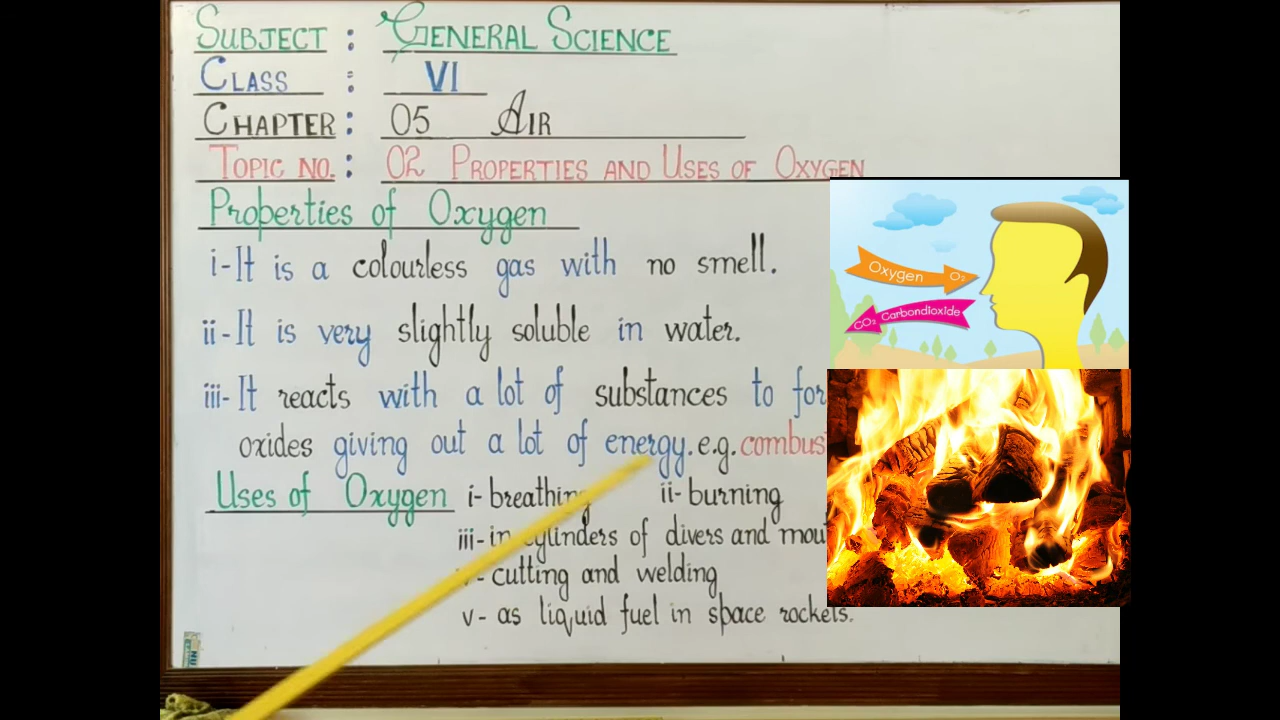 SUBJECT : GENERAL SCIENCE
CLASS : VI
CHAPTER : 05 AIR
TOPIC NO. : 02 PROPERTIES AND USES OF OXYGEN
Properties of Oxygen
i- It is a colourless gas with no smell.
ii- It is very slightly soluble in water.
iii- It reacts with a lot of substances to for
oxides giving out a lot of energy. e.g. combus
Uses of Oxygen i- breathing ii- burning
iii- in cylinders of divers and mou
- cutting and welding
v- as liquid fuel in space rockets.
Oxygen O2
CO2 Carbondioxide